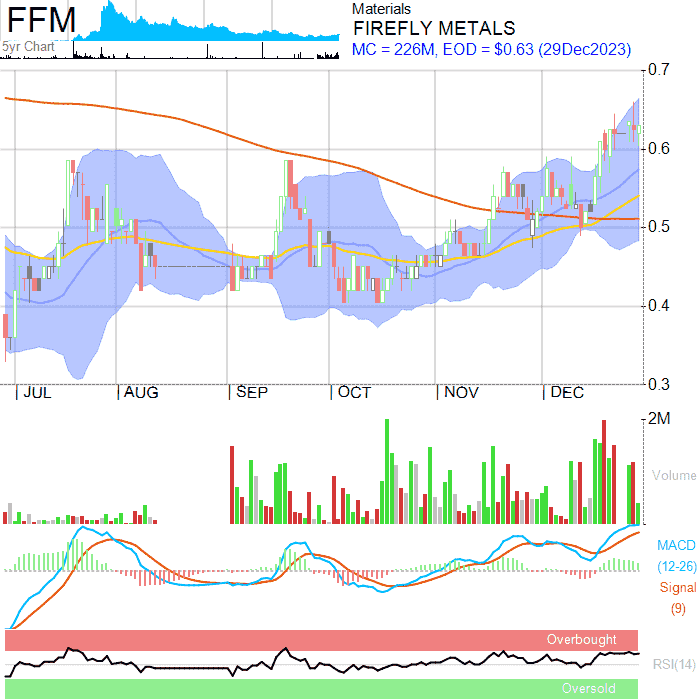 FFM
5yr Chart
Materials
FIREFLY METALS
MC = 226M, EOD = $0.63 (29Dec2023)
0.7
0.6
0.5
0.4
0.3
| JUL | AUG | SEP | OCT | NOV | DEC
2M
Volume
MACD
(12-26)
Signal
(9)
Overbought
RSI(14)
Oversold